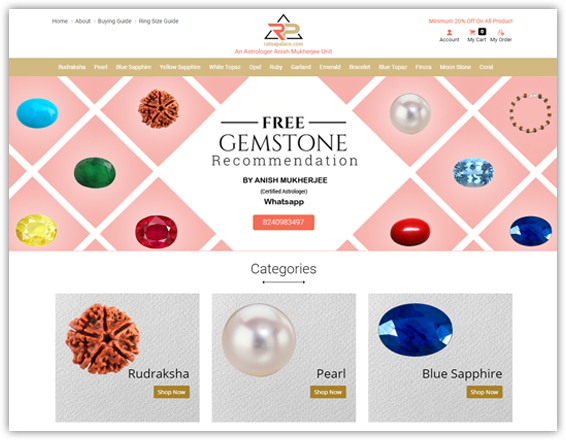 Home | About | Buying Guide | Ring Size Guide
RP
ratnapalace.com
An Astrologer Anish Mukherjee Unit
Minimum 20% Off On All Product
Account My Cart 0 My Order
Rudraksha Pearl Blue Sapphire Yellow Sapphire White Topaz Opal Ruby Garland Emerald Bracelet Blue Topaz Firoza Moon Stone Coral
FREE
GEMSTONE
Recommendation
BY ANISH MUKHERJEE
(Certified Astrologer)
Whatsapp
8240983497
Categories
Rudraksha
Shop Now
Pearl
Shop Now
Blue Sapphire
Shop Now